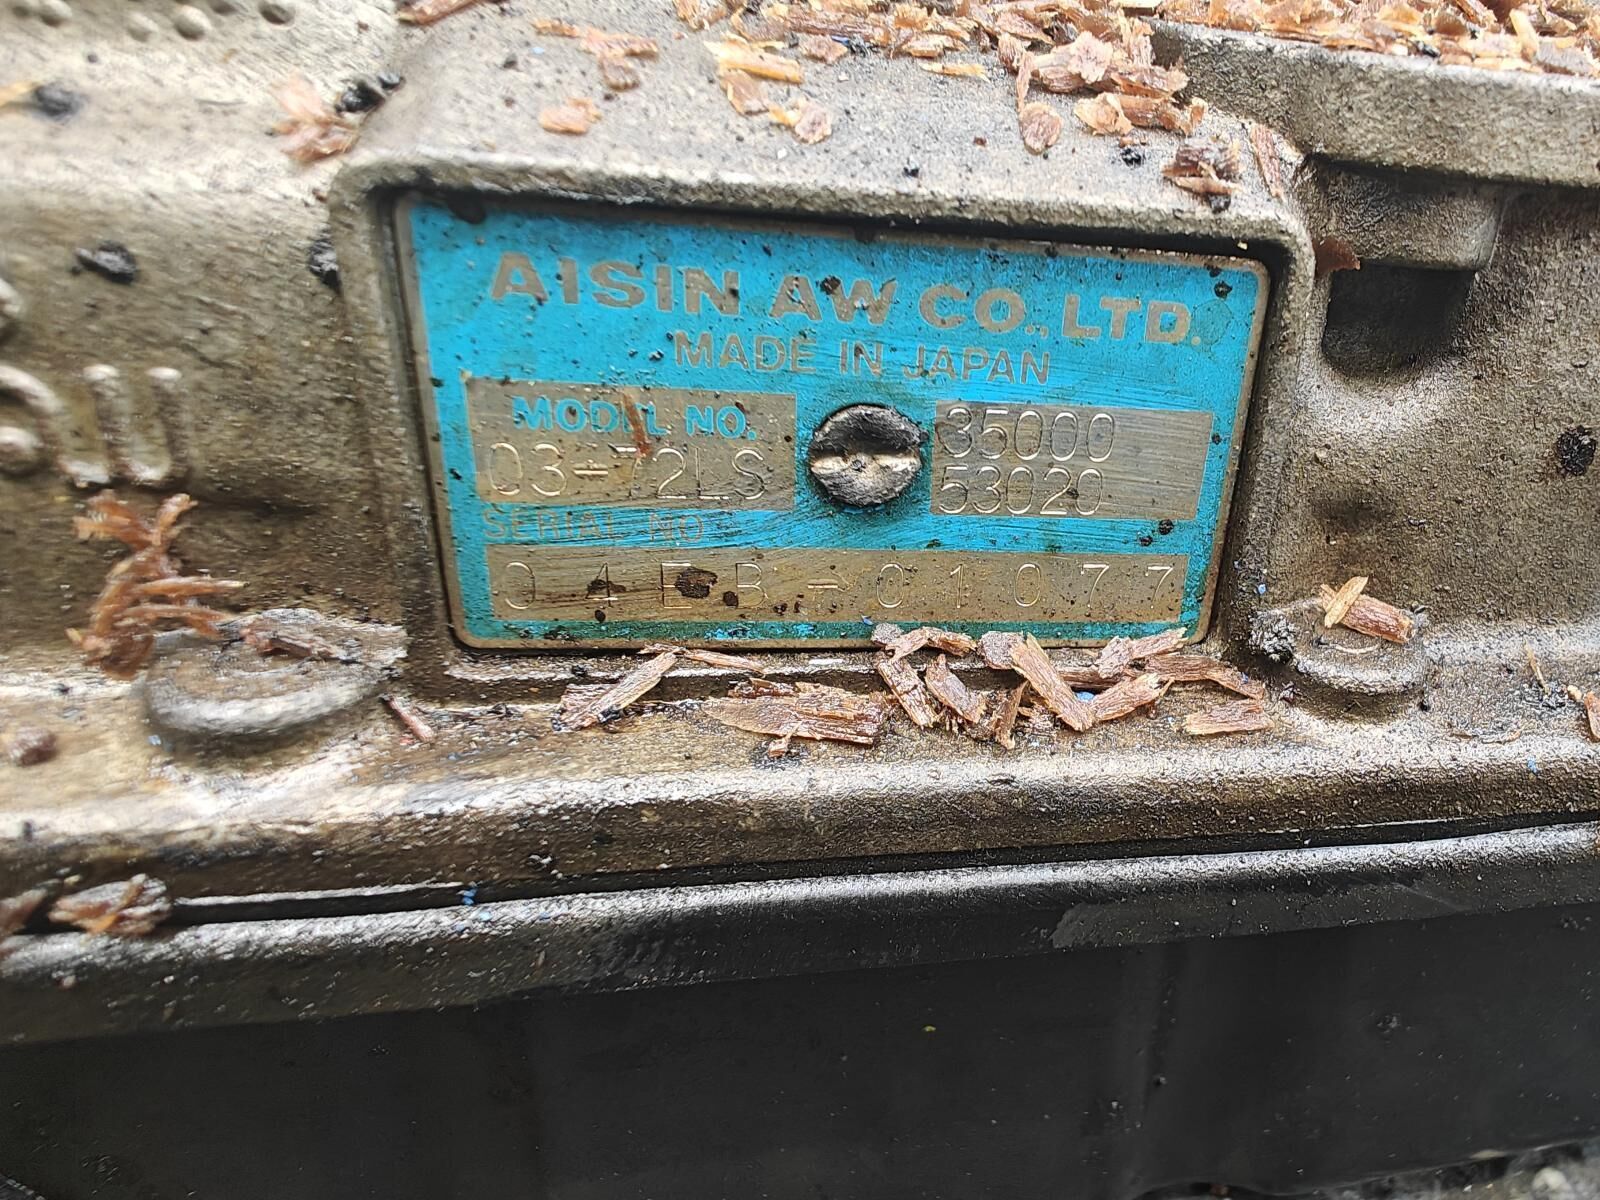 AISIN AW CO., LTD.
MADE IN JAPAN
MODEL NO.
03-72LS
35000
53020
SERIAL NO
04EB-01077